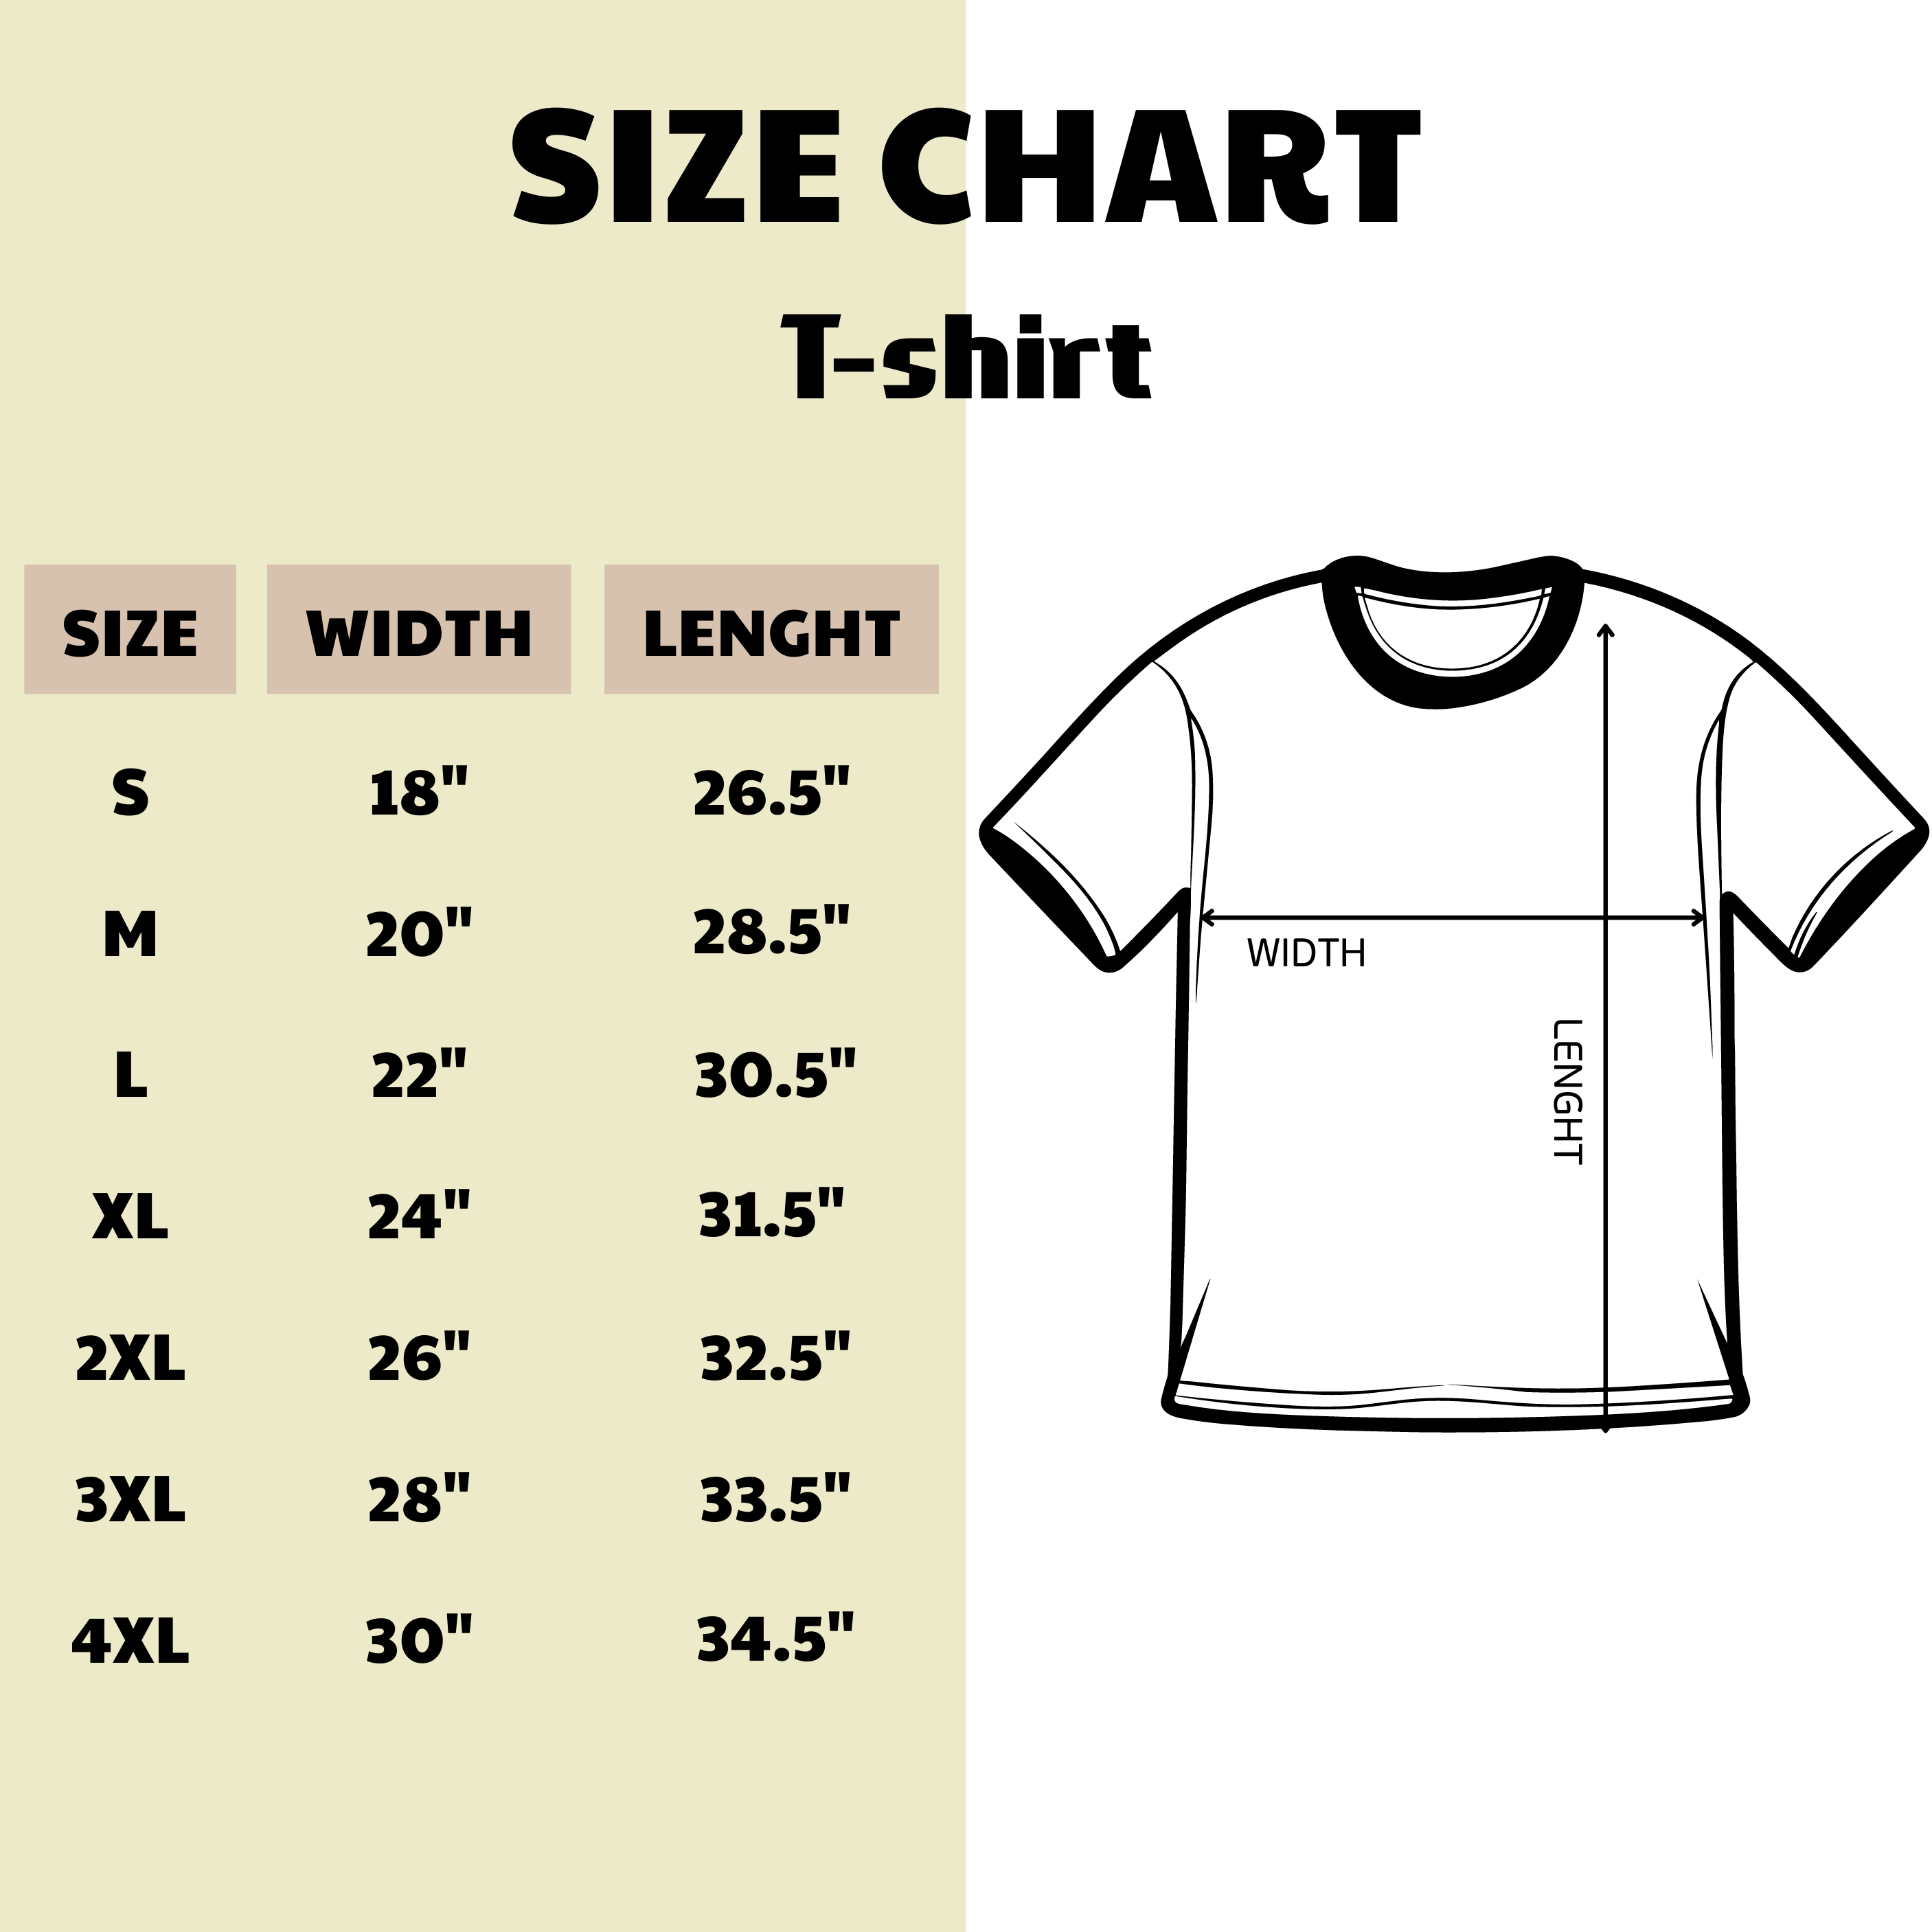 SIZE CHART
T-shirt
SIZE WIDTH LENGHT
S 18" 26.5"
M 20" 28.5"
L 22" 30.5"
XL 24" 31.5"
2XL 26" 32.5"
3XL 28" 33.5"
4XL 30" 34.5"
WIDTH
LENGHT